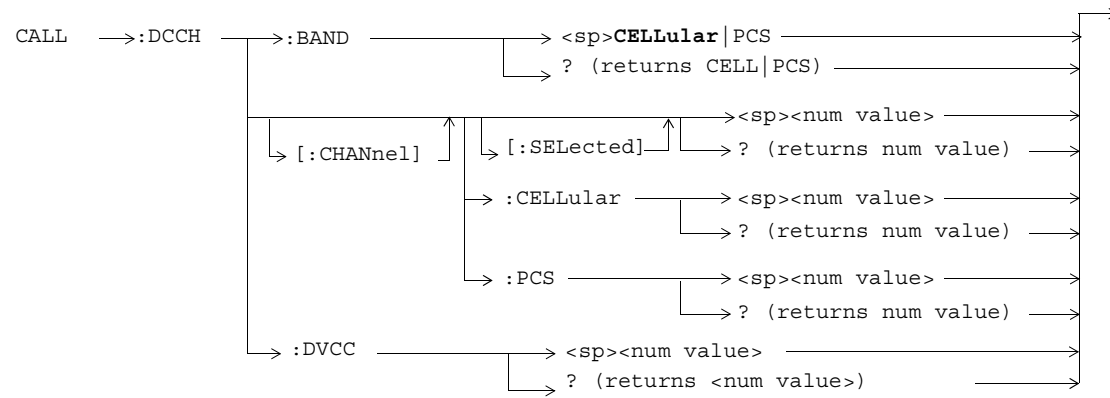 CALL :DCCH :BAND <sp>CELLular|PCS
? (returns CELL|PCS)
<sp><num value>
[:CHANnel] [:SELected] ? (returns num value)
:CELLular <sp><num value>
? (returns num value)
:PCS <sp><num value>
? (returns num value)
:DVCC <sp><num value>
? (returns <num value>)